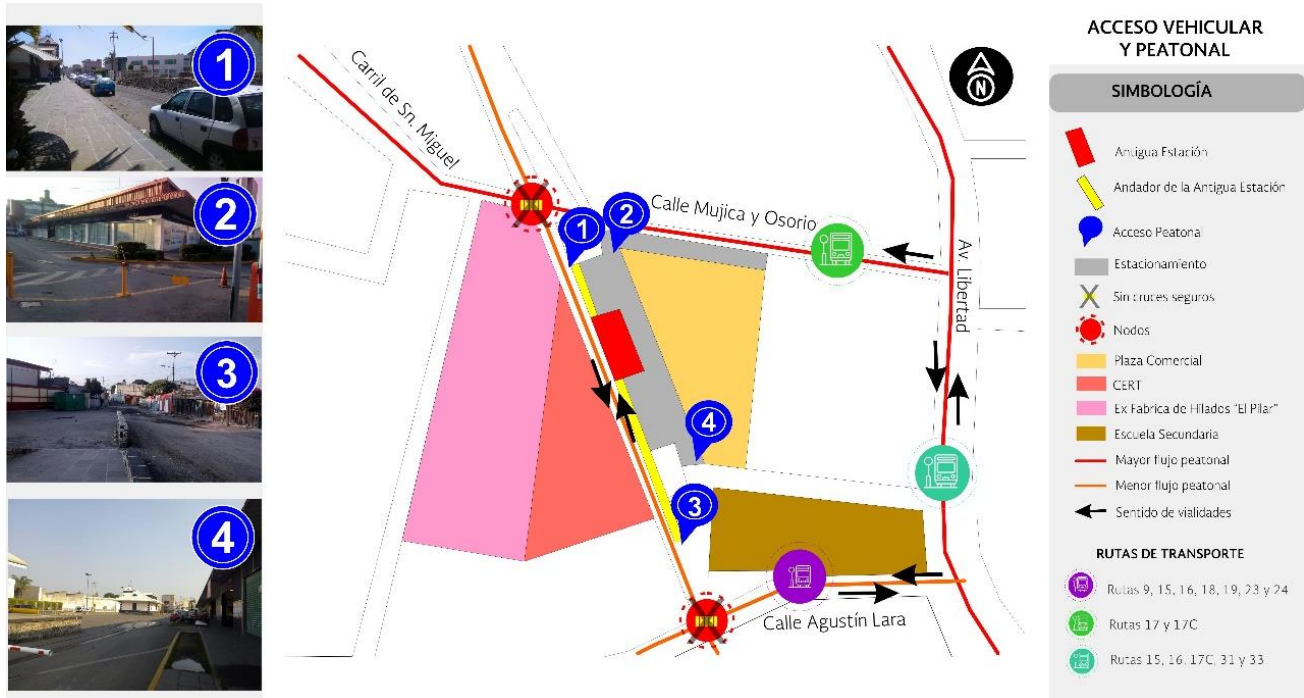 1
2
3
4
Carril de Sn. Miguel
Calle Mujica y Osorio
Av. Libertad
Calle Agustín Lara
1
2
4
3
N
ACCESO VEHICULAR
Y PEATONAL
SIMBOLOGÍA
Antigua Estación
Andador de la Antigua Estación
Acceso Peatonal
Estacionamiento
Sin cruces seguros
Nodos
Plaza Comercial
CERT
Ex Fabrica de Hilados "El Pilar"
Escuela Secundaria
Mayor flujo peatonal
Menor flujo peatonal
Sentido de vialidades
RUTAS DE TRANSPORTE
Rutas 9, 15, 16, 18, 19, 23 y 24
Rutas 17 y 17C
Rutas 15, 16, 17C, 31 y 33